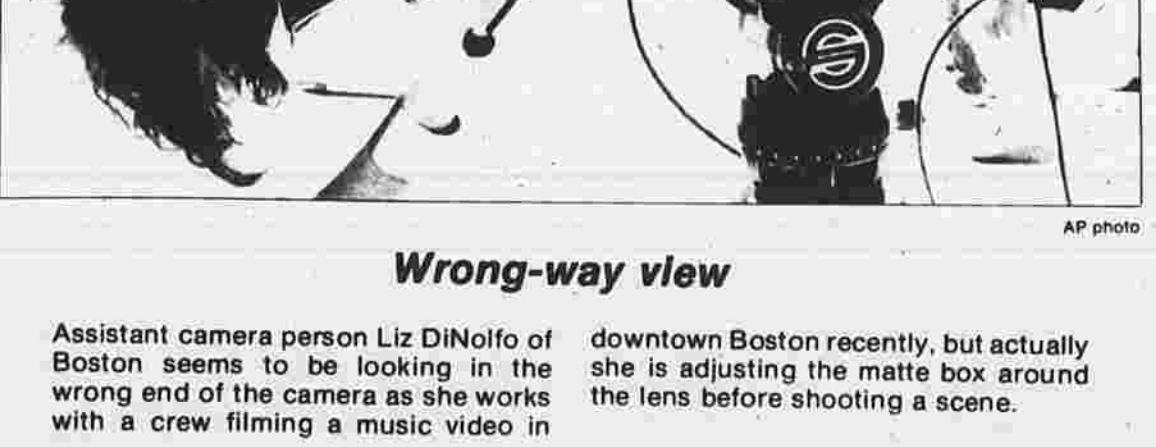 AP photo
Wrong-way view
Assistant camera person Liz DiNolfo of
Boston seems to be looking in the
wrong end of the camera as she works
with a crew filming a music video in
downtown Boston recently, but actually
she is adjusting the matte box around
the lens before shooting a scene.